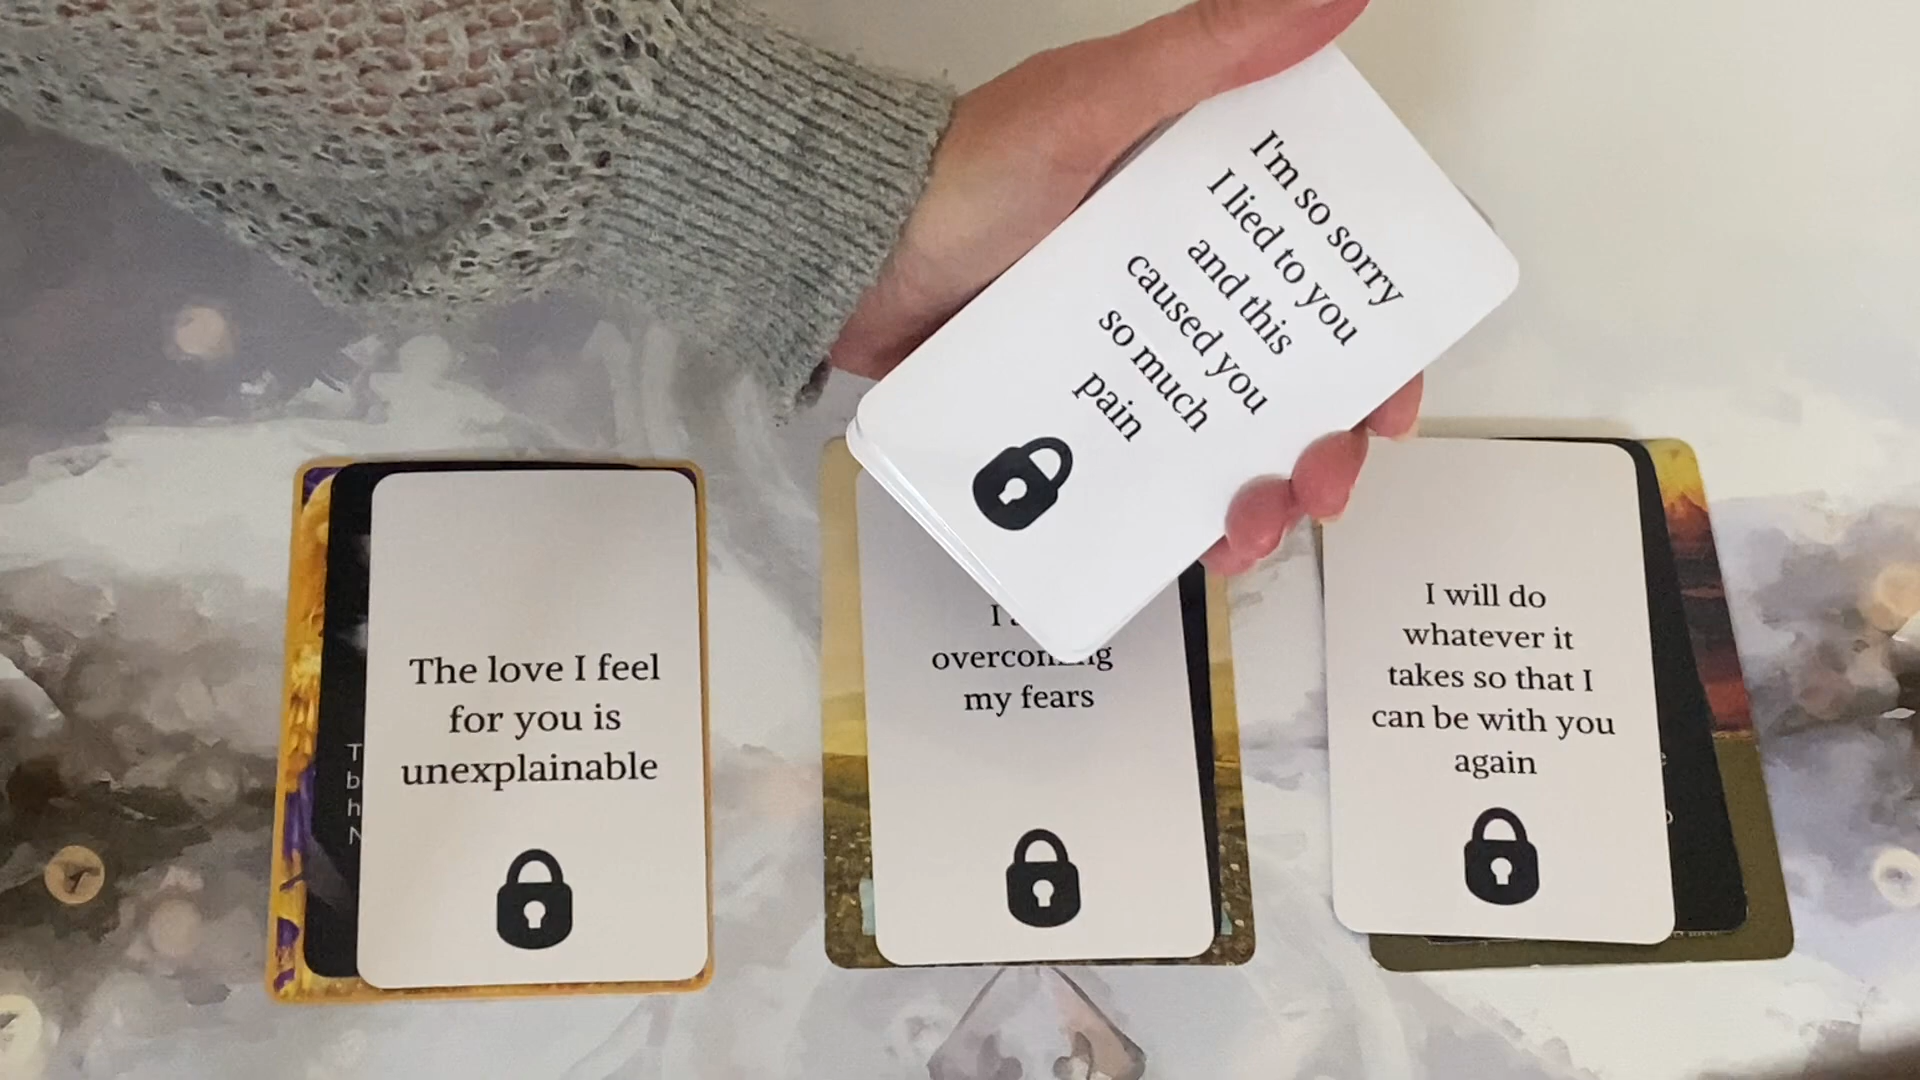 I'm so sorry
I lied to you
and this
caused you
so much
pain
The love I feel
for you is
unexplainable
I
overcoming
my fears
I will do
whatever it
takes so that I
can be with you
again